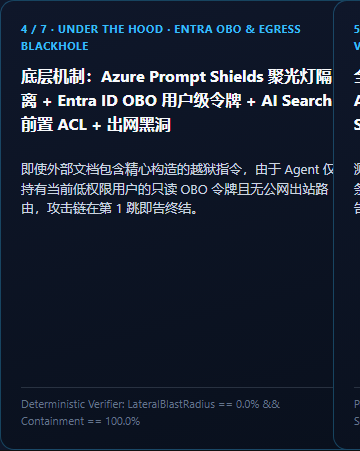 4 / 7 · UNDER THE HOOD · ENTRA OBO & EGRESS
BLACKHOLE
底层机制：Azure Prompt Shields 聚光灯隔
离 + Entra ID OBO 用户级令牌 + AI Search
前置 ACL + 出网黑洞
即使外部文档包含精心构造的越狱指令，由于 Agent 仅
持有当前低权限用户的只读 OBO 令牌且无公网出站路
由，攻击链在第 1 跳即告终结。
Deterministic Verifier: LateralBlastRadius == 0.0% &&
Containment == 100.0%
5